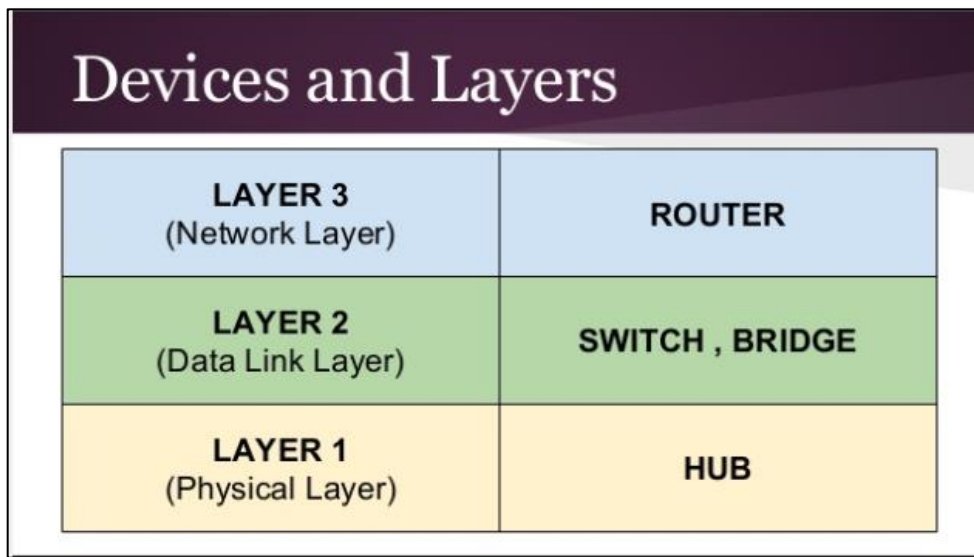 Devices and Layers
LAYER 3
(Network Layer)
ROUTER
LAYER 2
(Data Link Layer)
SWITCH , BRIDGE
LAYER 1
(Physical Layer)
HUB